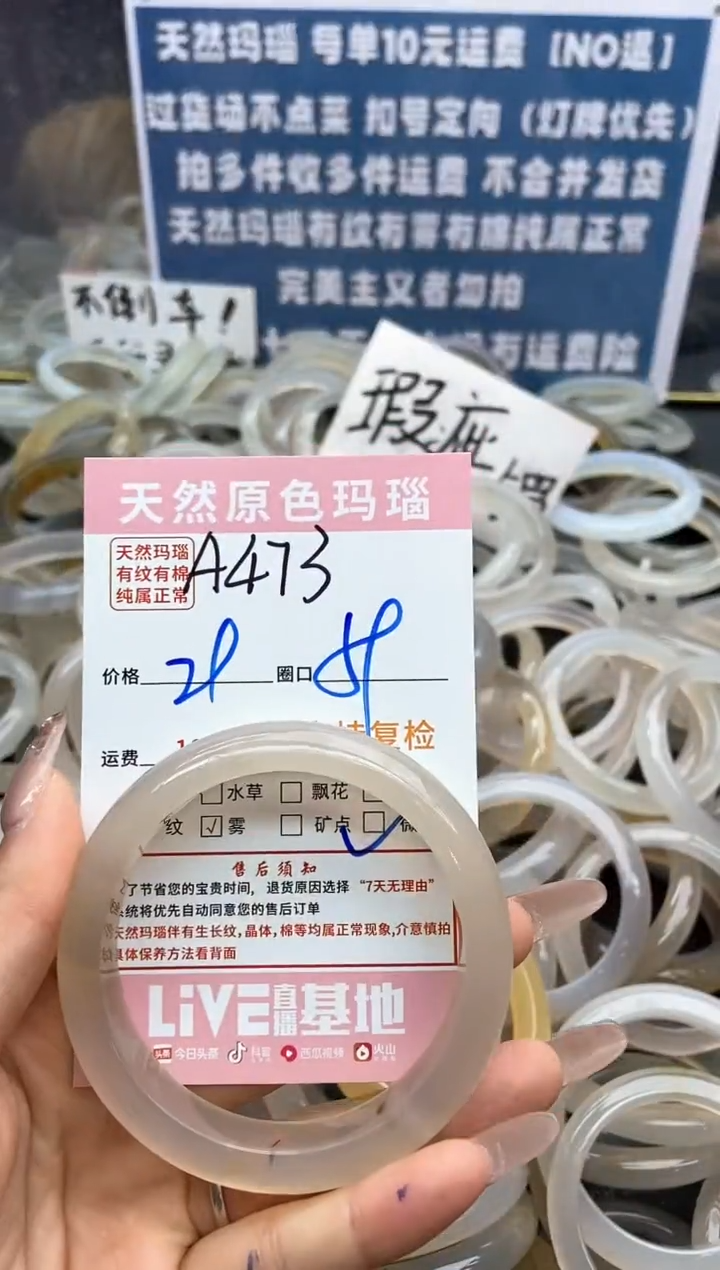 天然玛瑙 号单10元运费 【NO退】
过袋场不点菜 扣号定向（灯牌优先）
拍多件收多件运费 不合并发货
天然玛瑙有纹有雾有棉纯属正常
完美主义者勿拍
有运费险
不倒车！
瑕疵
天然原色玛瑙
天然玛瑙
有纹有棉
纯属正常
A473
价格 28 圈口 58
运费
复检
水草 飘花
纹 ☑雾 矿点
售后须知
了节省您的宝贵时间，退货原因选择“7天无理由”
系统将优先自动同意您的售后订单
天然玛瑙伴有生长纹,晶体,棉等均属正常现象,介意慎拍
具体保养方法看背面
LiVE直播基地
头条 今日头条 抖音 西瓜视频 火山